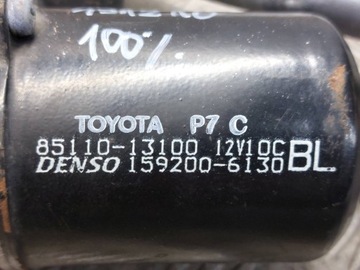 100%
TOYOTA P7 C
85110-13100 12V10C BL
DENSO 159200-6130